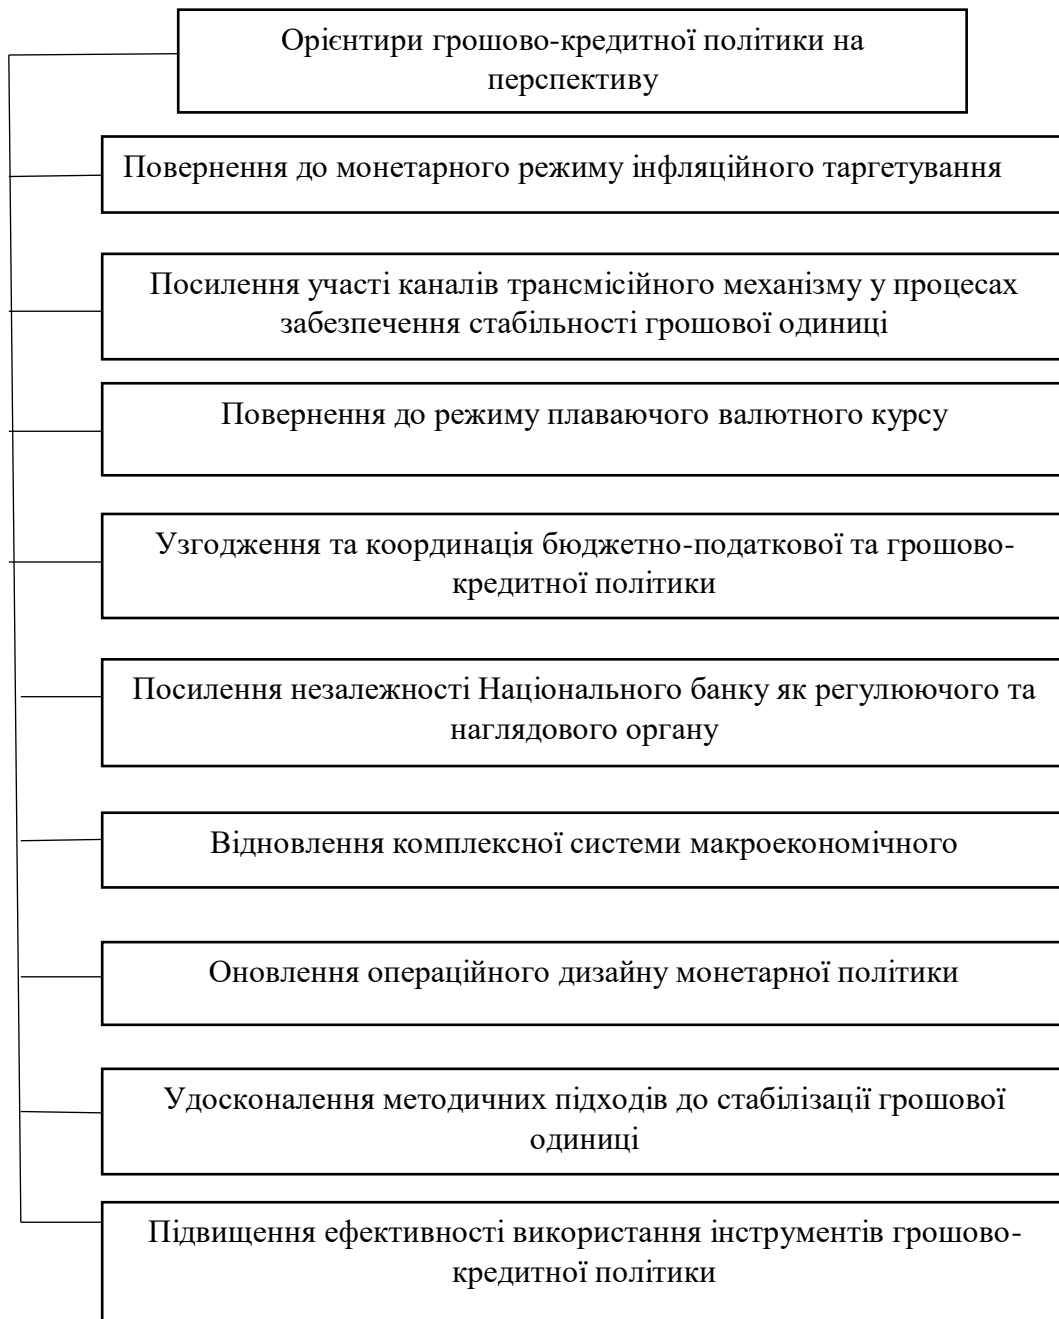 Орієнтири грошово-кредитної політики на
перспективу
Повернення до монетарного режиму інфляційного таргетування
Посилення участі каналів трансмісійного механізму у процесах
забезпечення стабільності грошової одиниці
Повернення до режиму плаваючого валютного курсу
Узгодження та координація бюджетно-податкової та грошово-
кредитної політики
Посилення незалежності Національного банку як регулюючого та
наглядового органу
Відновлення комплексної системи макроекономічного
Оновлення операційного дизайну монетарної політики
Удосконалення методичних підходів до стабілізації грошової
одиниці
Підвищення ефективності використання інструментів грошово-
кредитної політики